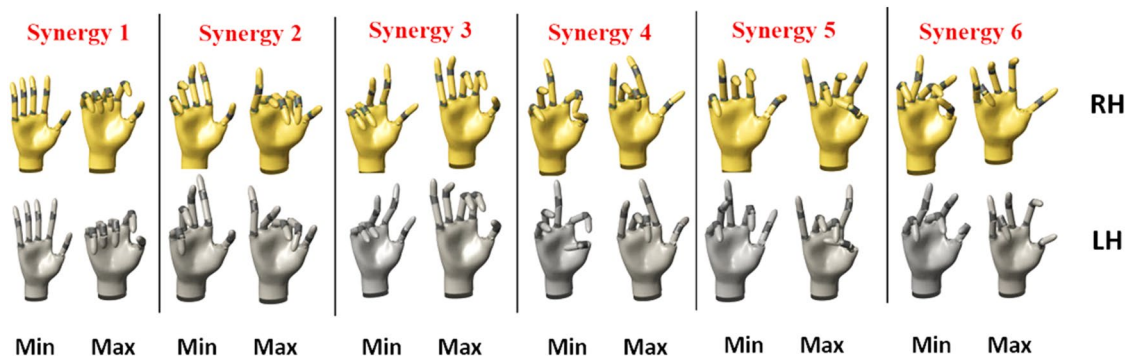 Synergy 1 Synergy 2 Synergy 3 Synergy 4 Synergy 5 Synergy 6
RH
LH
Min Max Min Max Min Max Min Max Min Max Min Max